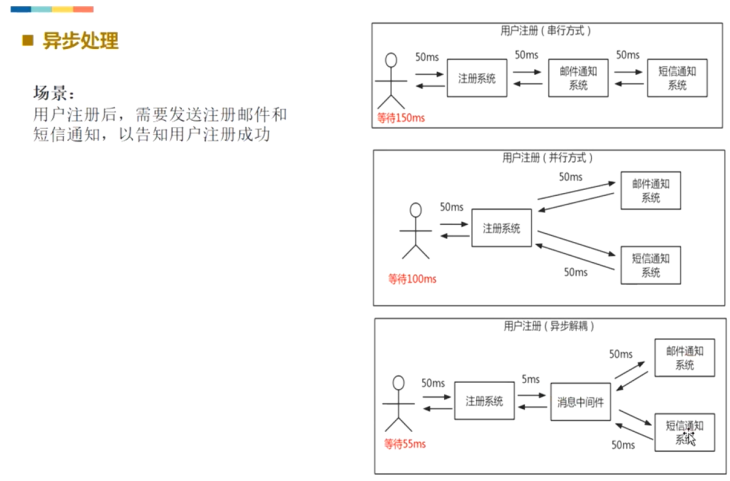 异步处理
场景：
用户注册后，需要发送注册邮件和
短信通知，以告知用户注册成功
用户注册（串行方式）
50ms
50ms
50ms
注册系统
邮件通知
系统
短信通知
系统
等待150ms
用户注册（并行方式）
50ms
邮件通知
系统
50ms
注册系统
短信通知
系统
50ms
等待100ms
用户注册（异步解耦）
50ms
邮件通知
系统
50ms
5ms
注册系统
消息中间件
短信通知
系统
50ms
等待55ms